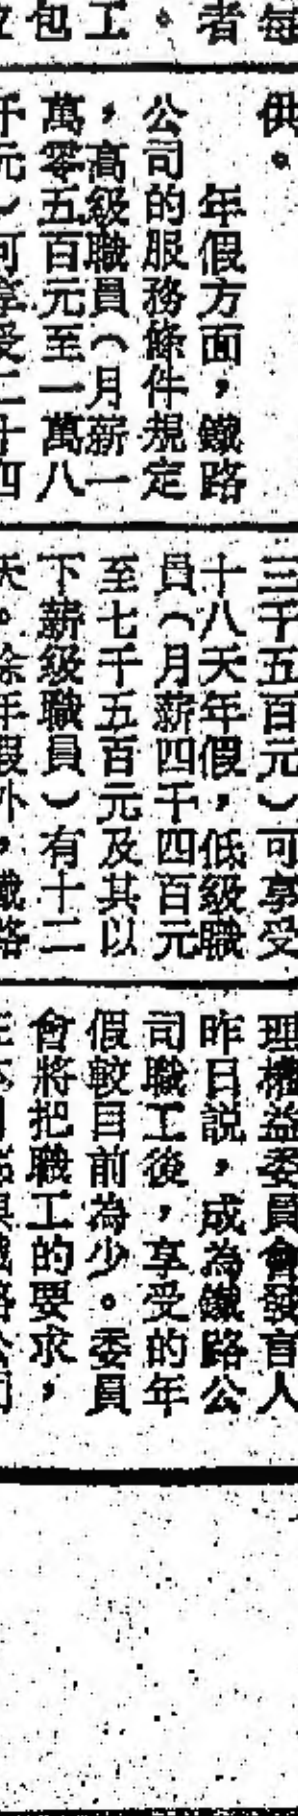 每
者
。
工
包
供。
年假方面，鐵路
公司的服務條件規定
，高級職員（月薪一
萬零五百元至一萬八
千元）可享受二十四
三千五百元）可享受
十八天年假，低級職
員（月薪四千四百元
至七千五百元及其以
下薪級職員）有十二
天。除年假外，鐵路
理權益委員會發言人
昨日説，成為鐵路公
司職工後，享受的年
假較目前為少。委員
會將把職工的要求，